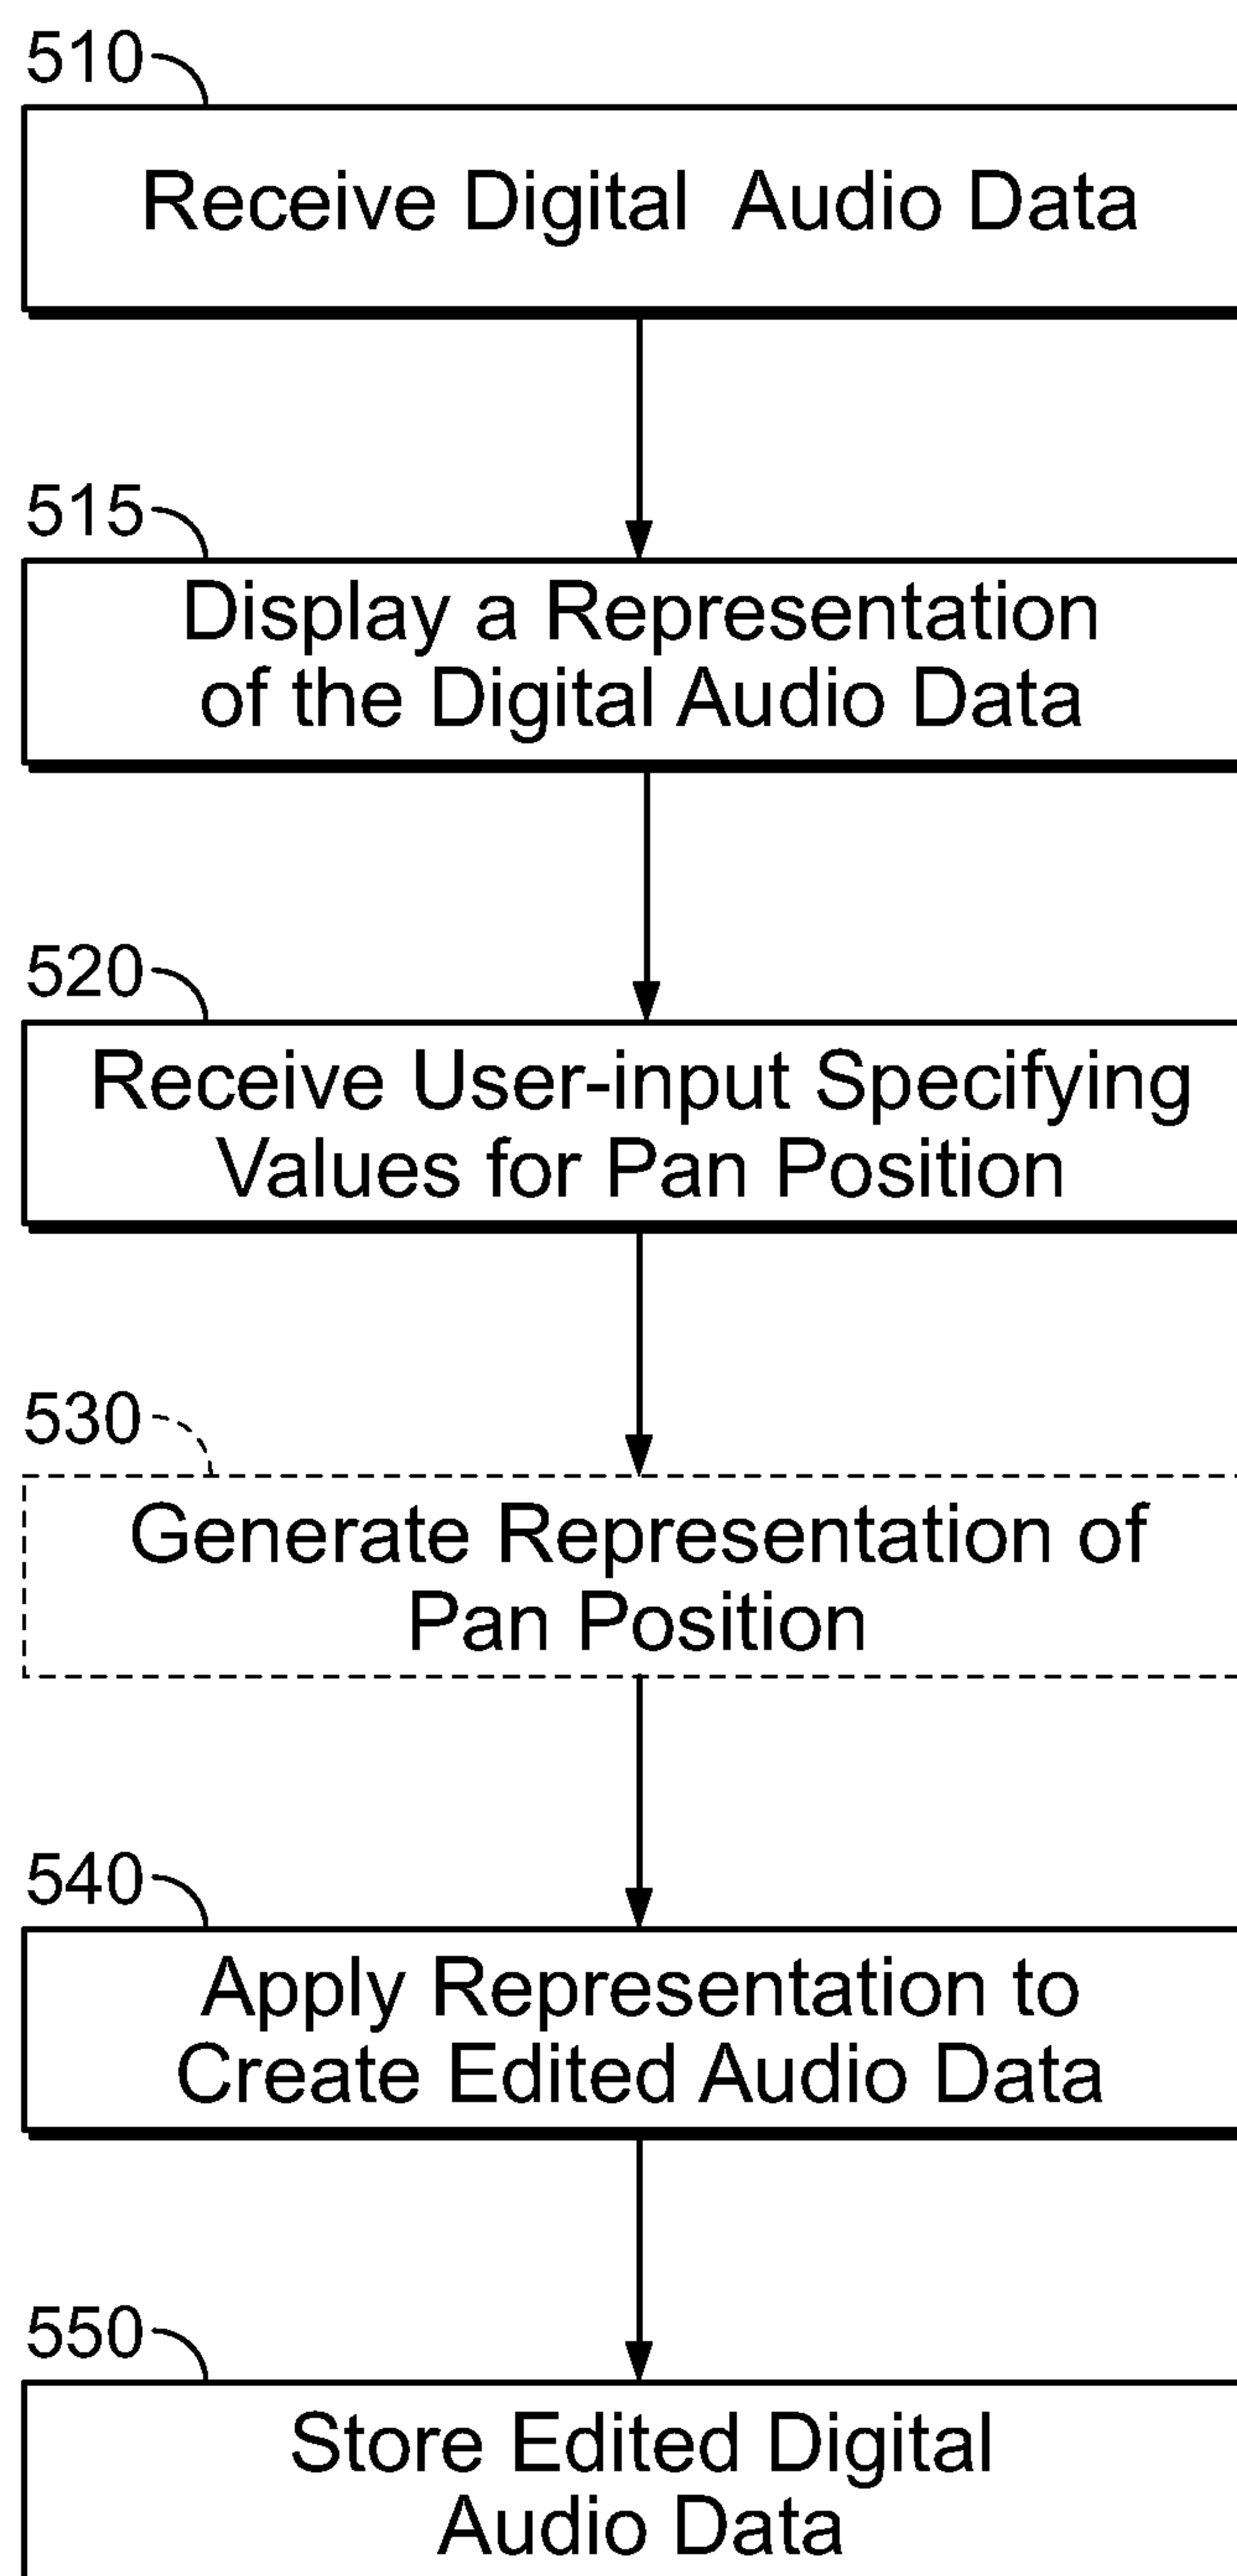 510
Receive Digital Audio Data
515
Display a Representation
of the Digital Audio Data
520
Receive User-input Specifying
Values for Pan Position
530
Generate Representation of
Pan Position
540
Apply Representation to
Create Edited Audio Data
550
Store Edited Digital
Audio Data